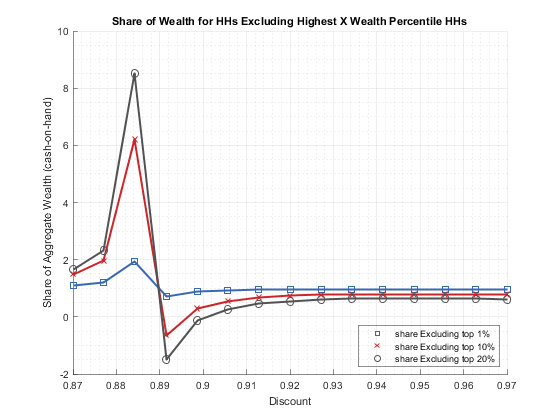 Share of Wealth for HHs Excluding Highest X Wealth Percentile HHs
10
8
6
4
2
0
-2
Share of Aggregate Wealth (cash-on-hand)
share Excluding top 1%
share Excluding top 10%
share Excluding top 20%
0.87 0.88 0.89 0.9 0.91 0.92 0.93 0.94 0.95 0.96 0.97
Discount